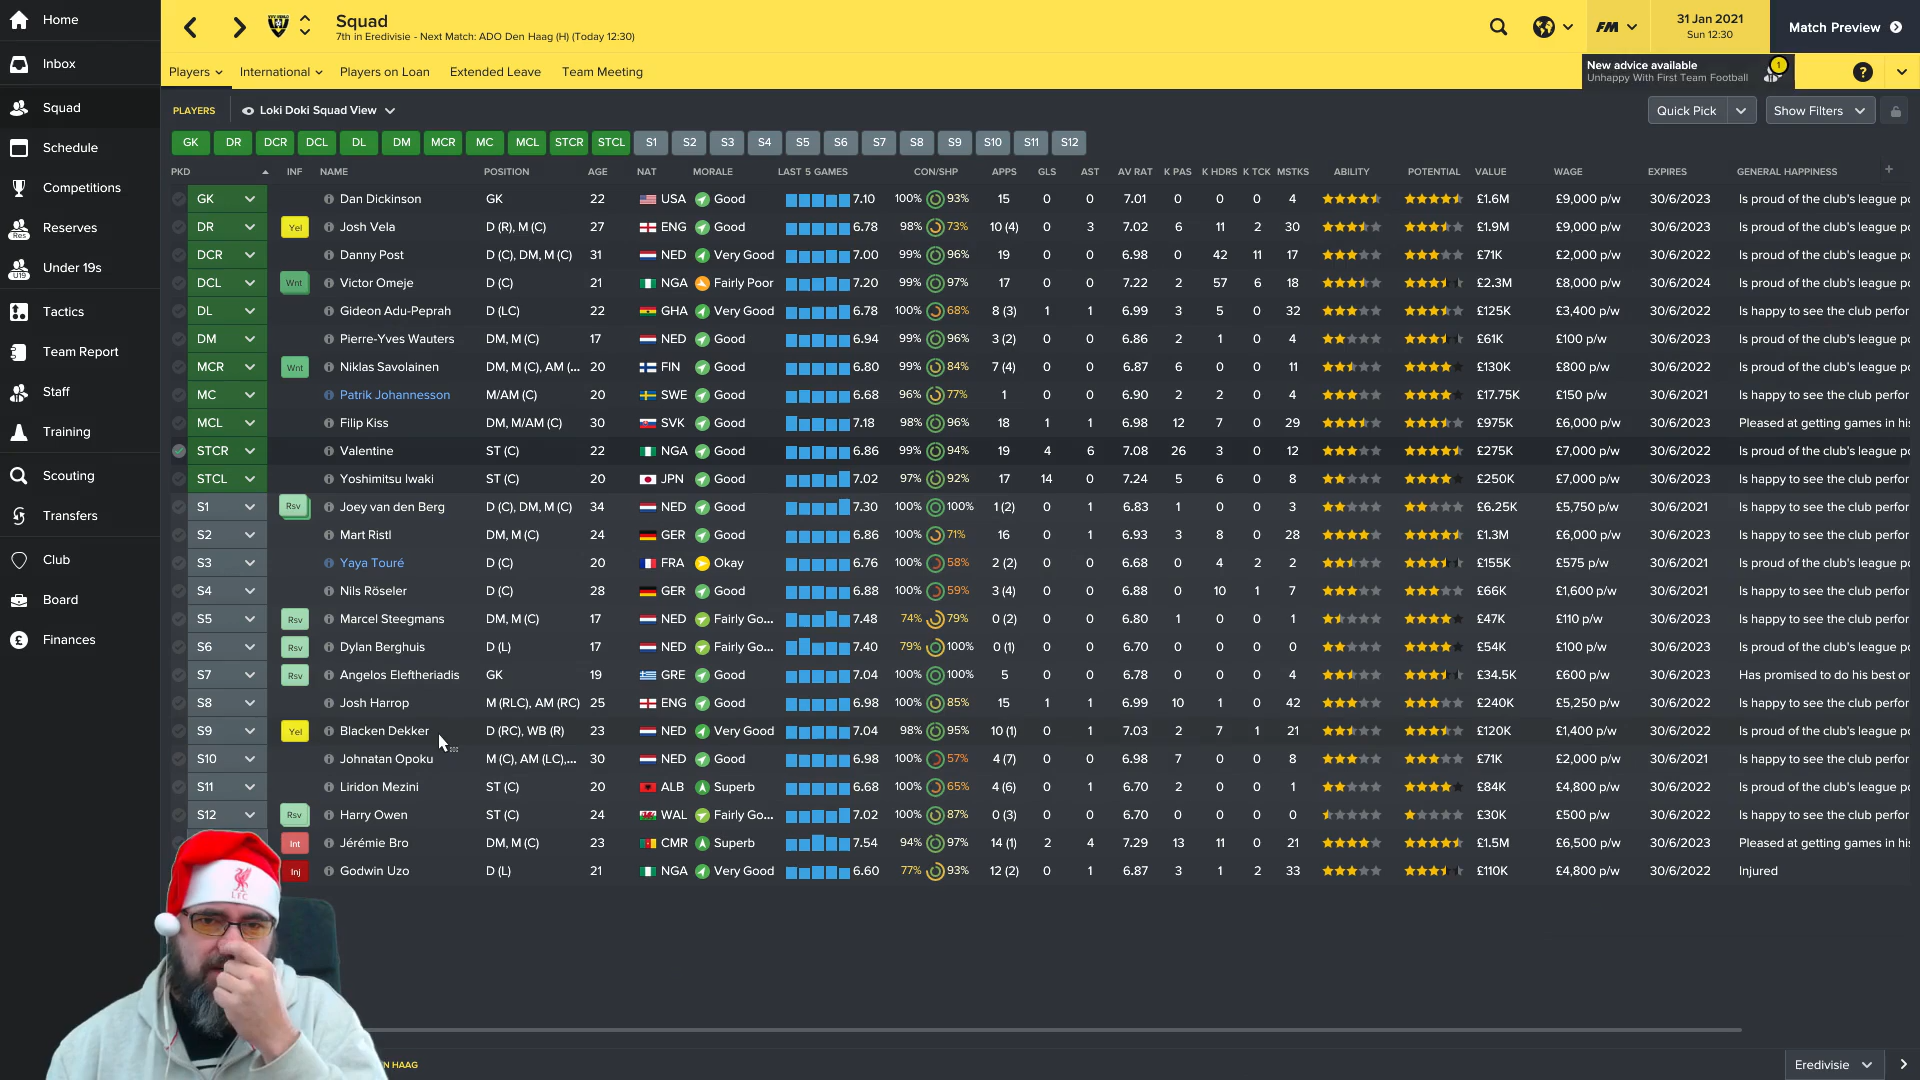 Home
Inbox
Squad
Schedule
Competitions
Reserves
Under 19s
Tactics
Team Report
Staff
Training
Scouting
Transfers
Club
Board
Finances
Squad
7th in Eredivisie - Next Match: ADO Den Haag (H) (Today 12:30)
FM
31 Jan 2021
Sun 12:30
Match Preview
Players International Players on Loan Extended Leave Team Meeting
New advice available
Unhappy With First Team Football
1
?
PLAYERS Loki Doki Squad View
Quick Pick Show Filters
GK DR DCR DCL DL DM MCR MC MCL STCR STCL S1 S2 S3 S4 S5 S6 S7 S8 S9 S10 S11 S12
PKD INF NAME POSITION AGE NAT MORALE LAST 5 GAMES CON/SHP APPS GLS AST AV RAT K PAS K HDRS K TCK MSTKS ABILITY POTENTIAL VALUE WAGE EXPIRES GENERAL HAPPINESS
GK Dan Dickinson GK 22 USA Good 7.10 100% 93% 15 0 0 7.01 0 0 0 4 £1.6M £9,000 p/w 30/6/2023 Is proud of the club's league po
DR Yel Josh Vela D (R), M (C) 27 ENG Good 6.78 98% 73% 10 (4) 0 3 7.02 6 11 2 30 £1.9M £9,000 p/w 30/6/2023 Is proud of the club's league po
DCR Danny Post D (C), DM, M (C) 31 NED Very Good 7.00 99% 96% 19 0 0 6.98 0 42 11 17 £71K £2,000 p/w 30/6/2022 Is proud of the club's league po
DCL Wnt Victor Omeje D (C) 21 NGA Fairly Poor 7.20 99% 97% 17 0 0 7.22 2 57 6 18 £2.3M £8,000 p/w 30/6/2024 Is proud of the club's league po
DL Gideon Adu-Peprah D (LC) 22 GHA Very Good 6.78 100% 68% 8 (3) 1 1 6.99 3 5 0 32 £125K £3,400 p/w 30/6/2022 Is happy to see the club perfor
DM Pierre-Yves Wauters DM, M (C) 17 NED Good 6.94 99% 96% 3 (2) 0 0 6.86 2 1 0 4 £61K £100 p/w 30/6/2023 Is proud of the club's league po
MCR Wnt Niklas Savolainen DM, M (C), AM (... 20 FIN Good 6.80 99% 84% 7 (4) 0 0 6.87 6 0 0 11 £130K £800 p/w 30/6/2022 Is proud of the club's league po
MC Patrik Johannesson M/AM (C) 20 SWE Good 6.68 96% 77% 1 0 0 6.90 2 2 0 4 £17.75K £150 p/w 30/6/2021 Is happy to see the club perfor
MCL Filip Kiss DM, M/AM (C) 30 SVK Good 7.18 98% 96% 18 1 1 6.98 12 7 0 29 £975K £6,000 p/w 30/6/2023 Pleased at getting games in his
STCR Valentine ST (C) 22 NGA Good 6.86 99% 94% 19 4 6 7.08 26 3 0 12 £275K £7,000 p/w 30/6/2022 Is proud of the club's league po
STCL Yoshimitsu Iwaki ST (C) 20 JPN Good 7.02 97% 92% 17 14 0 7.24 5 6 0 8 £250K £7,000 p/w 30/6/2023 Is happy to see the club perfor
S1 Rsv Joey van den Berg D (C), DM, M (C) 34 NED Good 7.30 100% 100% 1 (2) 0 1 6.83 1 0 0 3 £6.25K £5,750 p/w 30/6/2021 Is happy to see the club perfor
S2 Mart Ristl DM, M (C) 24 GER Good 6.86 100% 71% 16 0 1 6.93 3 8 0 28 £1.3M £6,000 p/w 30/6/2023 Is happy to see the club perfor
S3 Yaya Touré D (C) 20 FRA Okay 6.76 100% 58% 2 (2) 0 0 6.68 0 4 2 2 £155K £575 p/w 30/6/2021 Is happy to see the club perfor
S4 Nils Röseler D (C) 28 GER Good 6.88 100% 59% 3 (4) 0 0 6.88 0 10 1 7 £66K £1,600 p/w 30/6/2022 Is happy to see the club perfor
S5 Rsv Marcel Steegmans DM, M (C) 17 NED Fairly Go... 7.48 74% 79% 0 (2) 0 0 6.80 1 0 0 1 £47K £110 p/w 30/6/2023 Is happy to see the club perfor
S6 Rsv Dylan Berghuis D (L) 17 NED Fairly Go... 7.40 79% 100% 0 (1) 0 0 6.70 0 0 0 0 £54K £100 p/w 30/6/2023 Is proud of the club's league po
S7 Rsv Angelos Eleftheriadis GK 19 GRE Good 7.04 100% 100% 5 0 0 6.78 0 0 0 4 £34.5K £600 p/w 30/6/2023 Has promised to do his best on
S8 Josh Harrop M (RLC), AM (RC) 25 ENG Good 6.98 100% 85% 15 1 1 6.99 10 1 0 42 £240K £5,250 p/w 30/6/2022 Is happy to see the club perfor
S9 Yel Blacken Dekker D (RC), WB (R) 23 NED Very Good 7.04 98% 95% 10 (1) 0 1 7.03 2 7 1 21 £120K £1,400 p/w 30/6/2022 Is proud of the club's league po
S10 Johnatan Opoku M (C), AM (LC),... 30 NED Good 6.98 100% 57% 4 (7) 0 0 6.98 7 0 0 8 £71K £2,000 p/w 30/6/2021 Is happy to see the club perfor
S11 Liridon Mezini ST (C) 20 ALB Superb 6.68 100% 65% 4 (6) 0 1 6.70 2 0 0 1 £84K £4,800 p/w 30/6/2023 Is proud of the club's league po
S12 Rsv Harry Owen ST (C) 24 WAL Fairly Go... 7.02 100% 87% 0 (3) 0 0 6.70 0 0 0 0 £30K £500 p/w 30/6/2022 Is happy to see the club perfor
Int Jérémie Bro DM, M (C) 23 CMR Superb 7.54 94% 97% 14 (1) 2 4 7.29 13 11 0 21 £1.5M £6,500 p/w 30/6/2023 Pleased at getting games in his
Inj Godwin Uzo D (L) 21 NGA Very Good 6.60 77% 93% 12 (2) 0 1 6.87 3 1 2 33 £110K £4,800 p/w 30/6/2022 Injured
L.F.C
N HAAG
Eredivisie